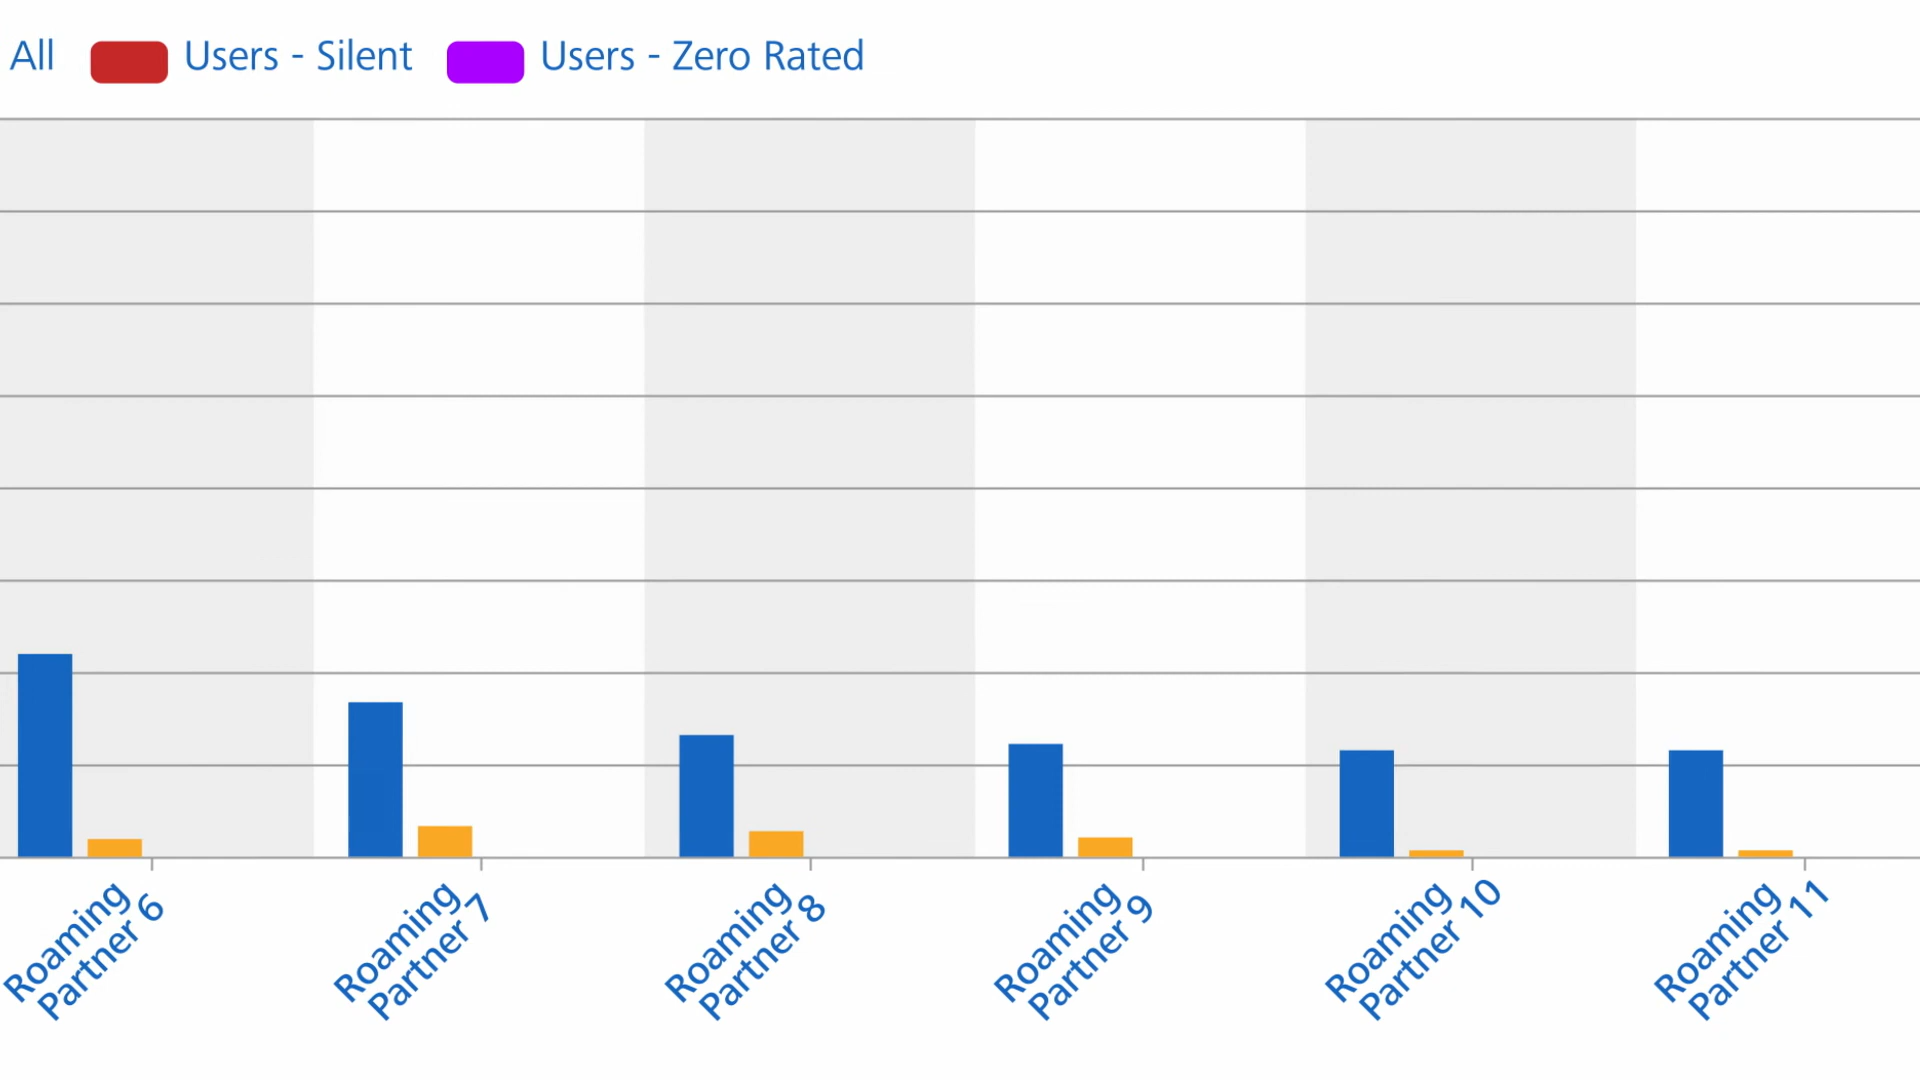 All Users - Silent Users - Zero Rated
Roaming
Partner 6
Roaming
Partner 7
Roaming
Partner 8
Roaming
Partner 9
Roaming
Partner 10
Roaming
Partner 11